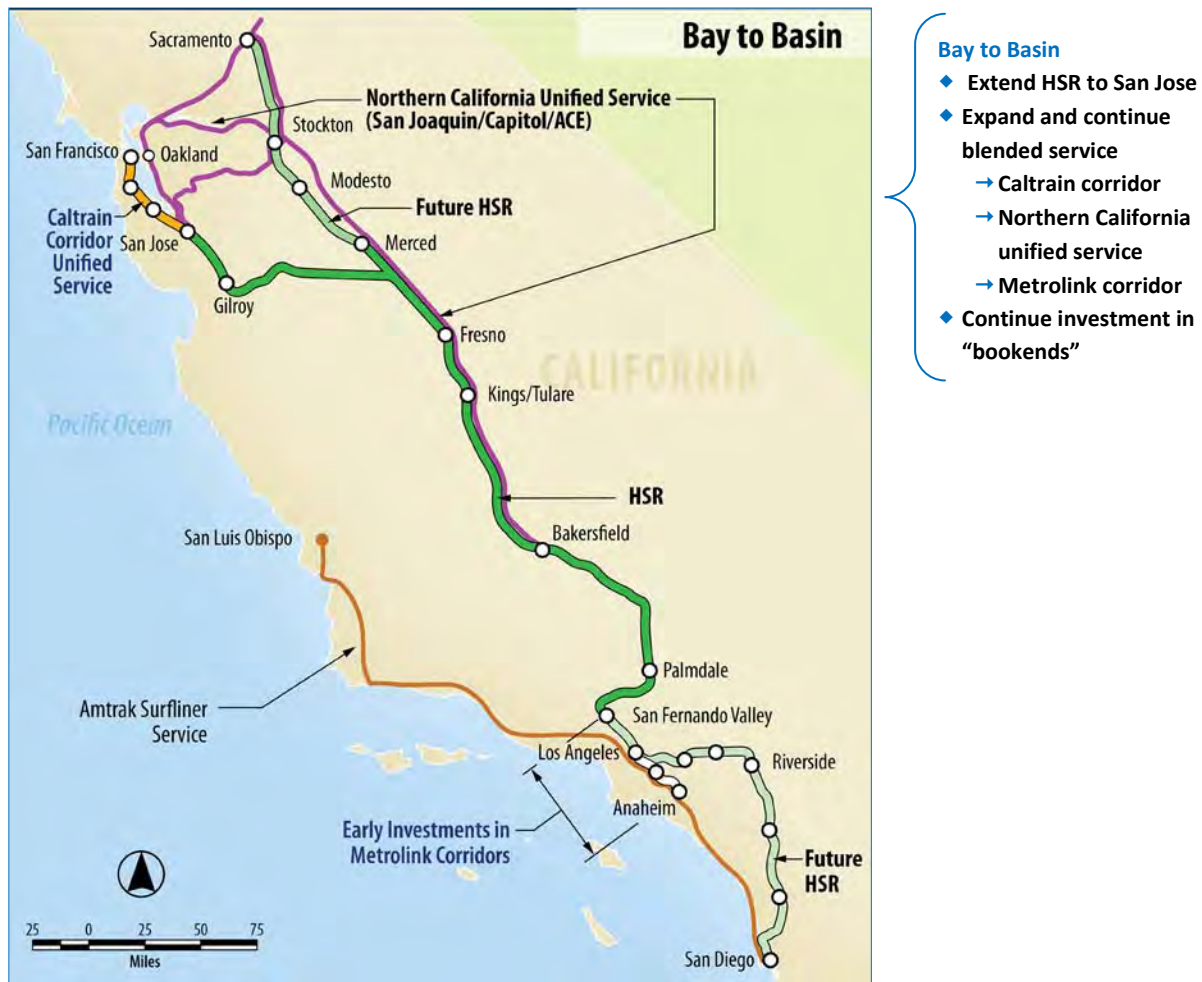 Bay to Basin
Sacramento
Northern California Unified Service
(San Joaquin/Capitol/ACE)
Stockton
San Francisco
Oakland
Modesto
Future HSR
Caltrain
Corridor
Unified
Service
San Jose
Merced
Gilroy
Fresno
CALIFORNIA
Kings/Tulare
Pacific Ocean
HSR
San Luis Obispo
Bakersfield
Palmdale
Amtrak Surfliner
Service
San Fernando Valley
Los Angeles
Riverside
Anaheim
Early Investments in
Metrolink Corridors
Future
HSR
25 0 25 50 75
Miles
San Diego
Bay to Basin
◆ Extend HSR to San Jose
◆ Expand and continue
blended service
→ Caltrain corridor
→ Northern California
unified service
→ Metrolink corridor
◆ Continue investment in
“bookends”